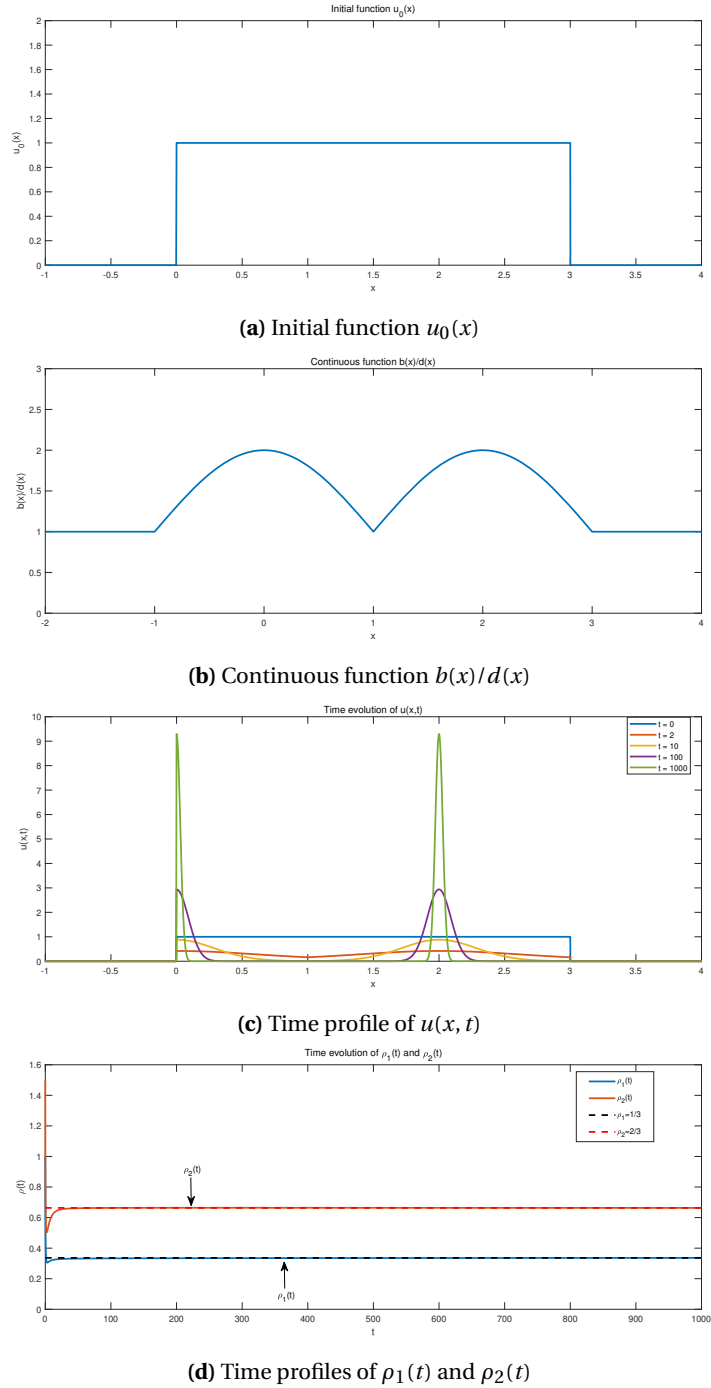 Initial function u₀(x)
2
1.8
1.6
1.4
1.2
1
0.8
0.6
0.4
0.2
0
u₀(x)
-1 -0.5 0 0.5 1 1.5 2 2.5 3 3.5 4
x
(a) Initial function u₀(x)
Continuous function b(x)/d(x)
3
2.5
2
1.5
1
0.5
0
b(x)/d(x)
-2 -1 0 1 2 3 4
x
(b) Continuous function b(x)/d(x)
Time evolution of u(x,t)
10
9
8
7
6
5
4
3
2
1
0
u(x,t)
t = 0
t = 2
t = 10
t = 100
t = 1000
-1 -0.5 0 0.5 1 1.5 2 2.5 3 3.5 4
x
(c) Time profile of u(x, t)
Time evolution of ρ₁(t) and ρ₂(t)
1.6
1.4
1.2
1
0.8
0.6
0.4
0.2
0
ρ(t)
ρ₁(t)
ρ₂(t)
ρ₁=1/3
ρ₂=2/3
ρ₂(t)
ρ₁(t)
0 100 200 300 400 500 600 700 800 900 1000
t
(d) Time profiles of ρ₁(t) and ρ₂(t)